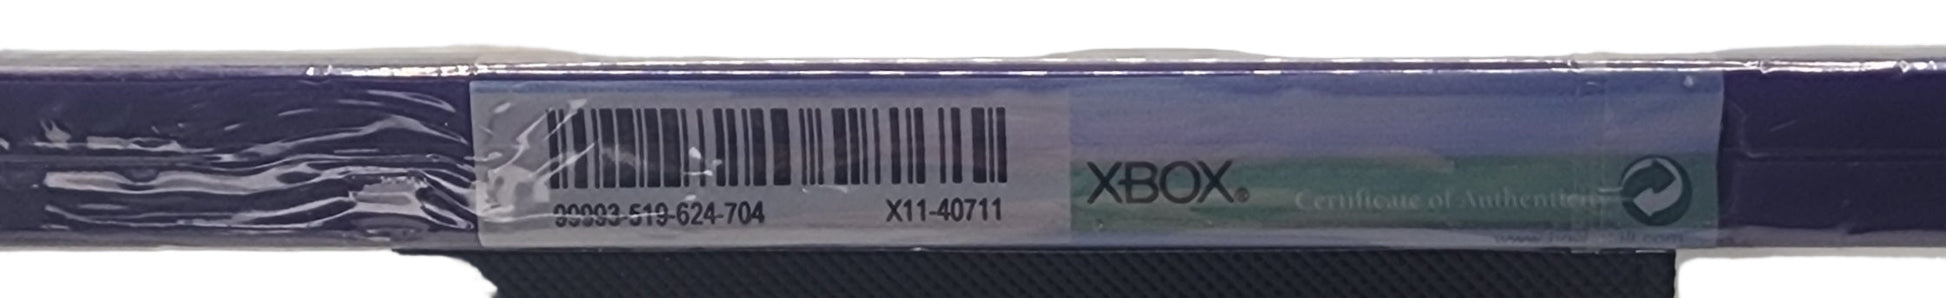 99993-519-624-704 X11-40711
XBOX®
Certificate of Authenticity